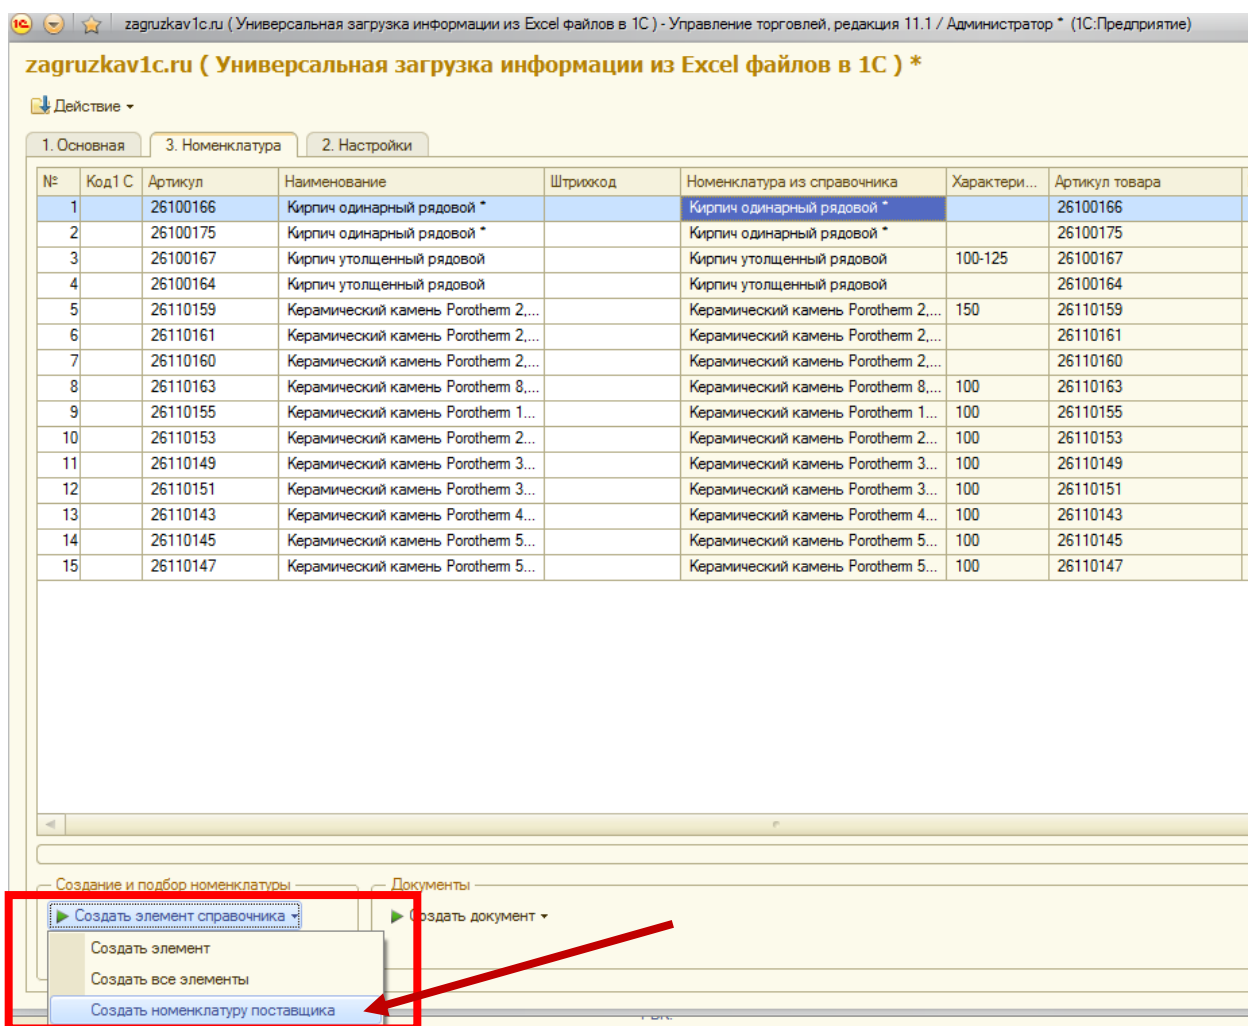 1С zagruzkav1c.ru ( Универсальная загрузка информации из Excel файлов в 1С ) - Управление торговлей, редакция 11.1 / Администратор * (1С:Предприятие)
zagruzkav1c.ru ( Универсальная загрузка информации из Excel файлов в 1С ) *
Действие
1. Основная 3. Номенклатура 2. Настройки
№ Код1 С Артикул Наименование Штрихкод Номенклатура из справочника Характери... Артикул товара
1 26100166 Кирпич одинарный рядовой * Кирпич одинарный рядовой * 26100166
2 26100175 Кирпич одинарный рядовой * Кирпич одинарный рядовой * 26100175
3 26100167 Кирпич утолщенный рядовой Кирпич утолщенный рядовой 100-125 26100167
4 26100164 Кирпич утолщенный рядовой Кирпич утолщенный рядовой 26100164
5 26110159 Керамический камень Porotherm 2,... Керамический камень Porotherm 2,... 150 26110159
6 26110161 Керамический камень Porotherm 2,... Керамический камень Porotherm 2,... 26110161
7 26110160 Керамический камень Porotherm 2,... Керамический камень Porotherm 2,... 26110160
8 26110163 Керамический камень Porotherm 8,... Керамический камень Porotherm 8,... 100 26110163
9 26110155 Керамический камень Porotherm 1... Керамический камень Porotherm 1... 100 26110155
10 26110153 Керамический камень Porotherm 2... Керамический камень Porotherm 2... 100 26110153
11 26110149 Керамический камень Porotherm 3... Керамический камень Porotherm 3... 100 26110149
12 26110151 Керамический камень Porotherm 3... Керамический камень Porotherm 3... 100 26110151
13 26110143 Керамический камень Porotherm 4... Керамический камень Porotherm 4... 100 26110143
14 26110145 Керамический камень Porotherm 5... Керамический камень Porotherm 5... 100 26110145
15 26110147 Керамический камень Porotherm 5... Керамический камень Porotherm 5... 100 26110147
Создание и подбор номенклатуры Документы
Создать элемент справочника Создать документ
Создать элемент
Создать все элементы
Создать номенклатуру поставщика